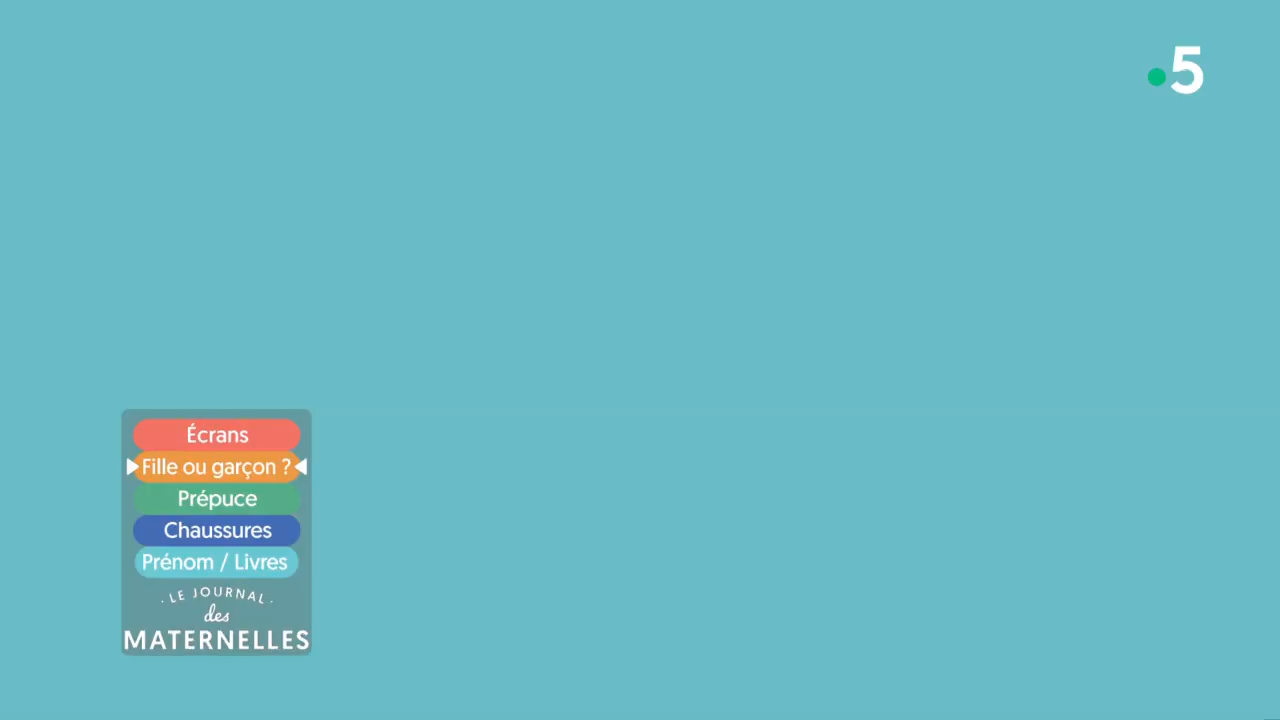 5
Écrans
Fille ou garçon ?
Prépuce
Chaussures
Prénom / Livres
. LE JOURNAL .
des
MATERNELLES